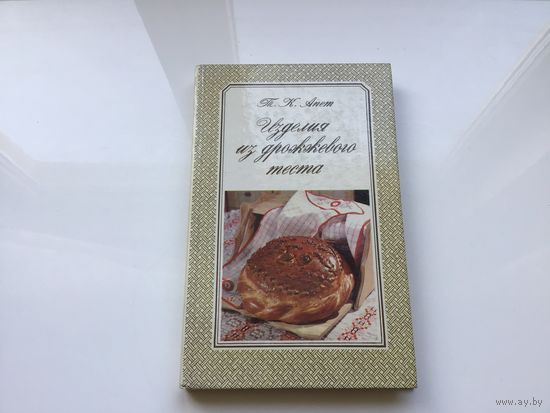 Т. К. Апет
Изделия
из дрожжевого
теста
www.ay.by